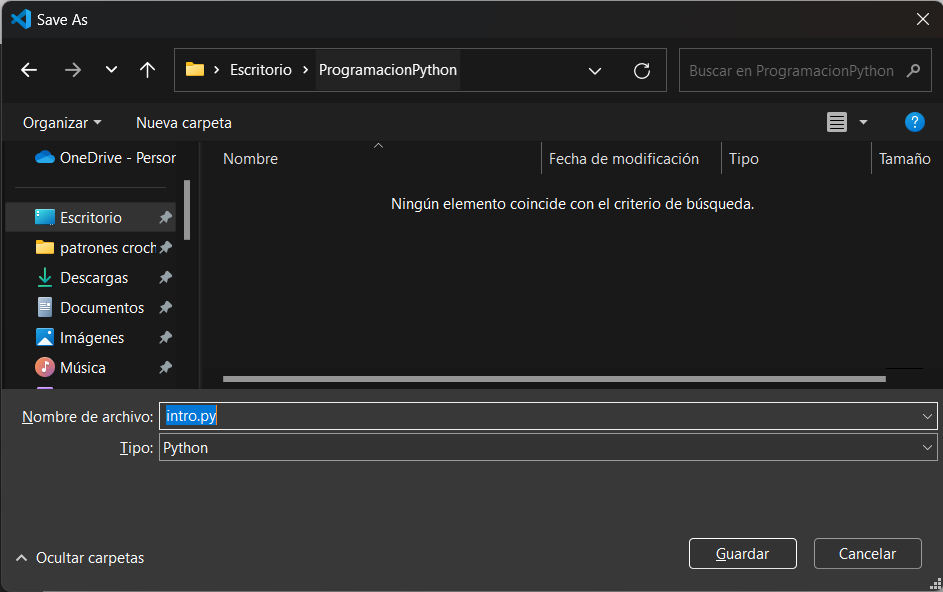 Save As
Escritorio > ProgramacionPython
Buscar en ProgramacionPython
Organizar
Nueva carpeta
?
OneDrive - Person
Escritorio
patrones croch
Descargas
Documentos
Imágenes
Música
Nombre
Fecha de modificación
Tipo
Tamaño
Ningún elemento coincide con el criterio de búsqueda.
Nombre de archivo: intro.py
Tipo: Python
Ocultar carpetas
Guardar
Cancelar